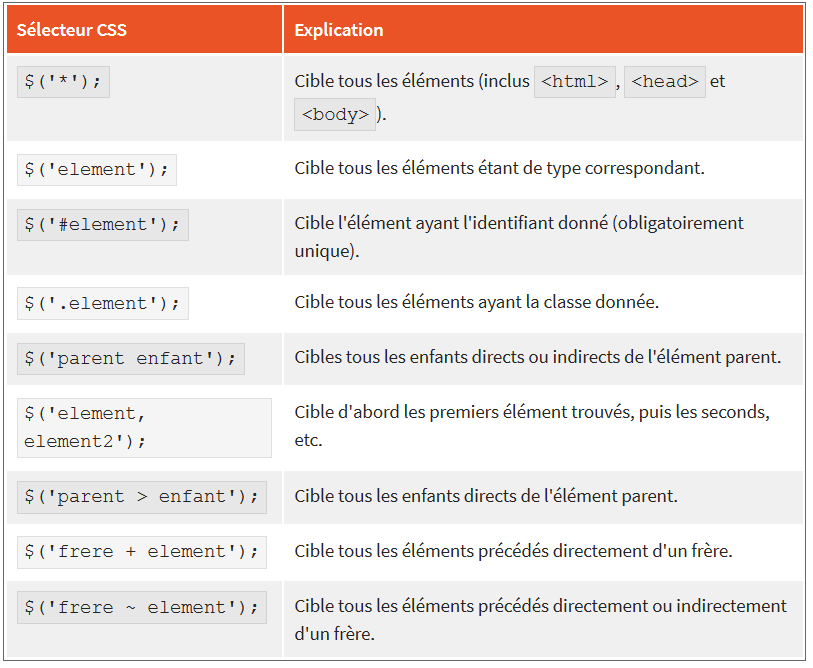 Sélecteur CSS
Explication
$('*');
Cible tous les éléments (inclus <html>, <head> et
<body>).
$('element');
Cible tous les éléments étant de type correspondant.
$('#element');
Cible l'élément ayant l'identifiant donné (obligatoirement
unique).
$('.element');
Cible tous les éléments ayant la classe donnée.
$('parent enfant');
Cibles tous les enfants directs ou indirects de l'élément parent.
$('element,
element2');
Cible d'abord les premiers élément trouvés, puis les seconds,
etc.
$('parent > enfant');
Cible tous les enfants directs de l'élément parent.
$('frere + element');
Cible tous les éléments précédés directement d'un frère.
$('frere ~ element');
Cible tous les éléments précédés directement ou indirectement
d'un frère.